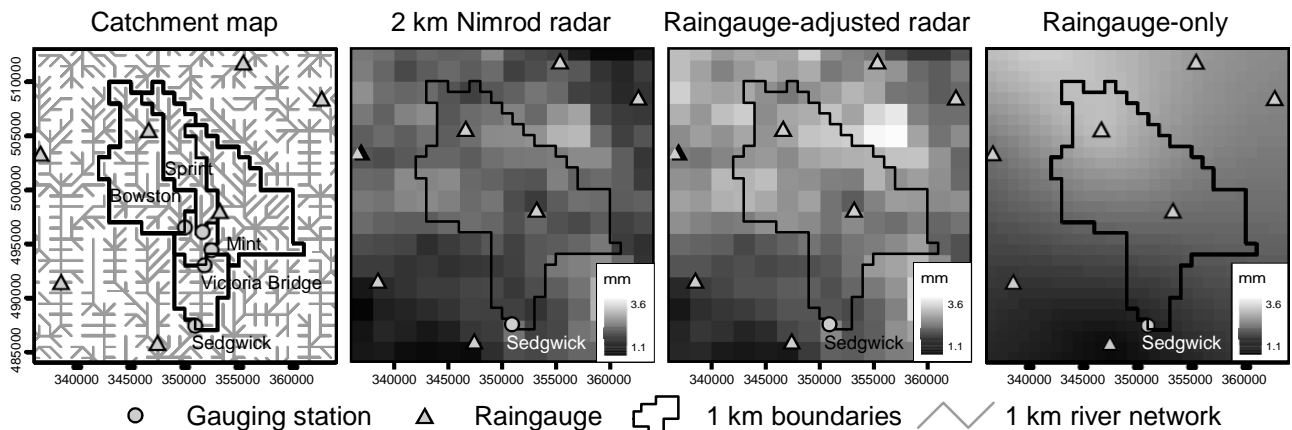 Catchment map
2 km Nimrod radar
Raingauge-adjusted radar
Raingauge-only
510000
505000
500000
495000
490000
485000
Sprint
Bowston
Mint
Victoria Bridge
Sedgwick
340000 345000 350000 355000 360000
mm
3.6
1.1
Sedgwick
340000 345000 350000 355000 360000
mm
3.6
1.1
Sedgwick
340000 345000 350000 355000 360000
mm
3.6
1.1
Sedgwick
340000 345000 350000 355000 360000
Gauging station
Raingauge
1 km boundaries
1 km river network